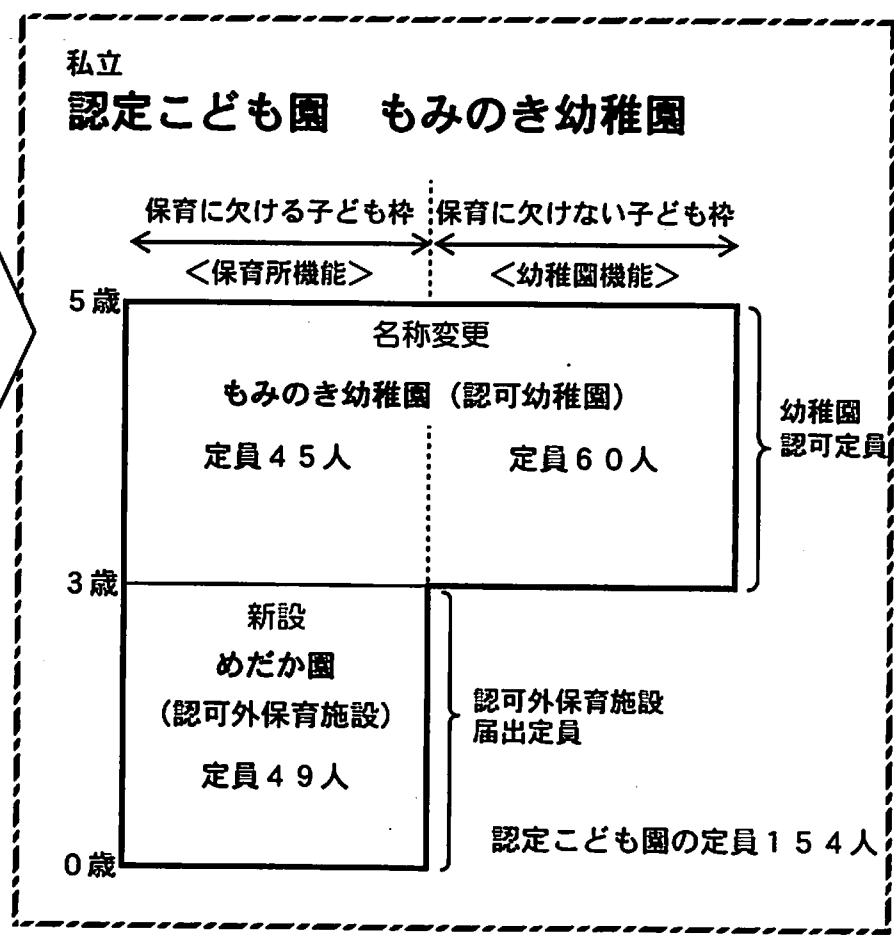 私立
認定こども園 もみのき幼稚園
保育に欠ける子ども枠 保育に欠けない子ども枠
<保育所機能> <幼稚園機能>
5歳
名称変更
もみのき幼稚園(認可幼稚園)
定員45人 定員60人
幼稚園
認可定員
3歳
新設
めだか園
(認可外保育施設)
定員49人
認可外保育施設
届出定員
認定こども園の定員154人
0歳